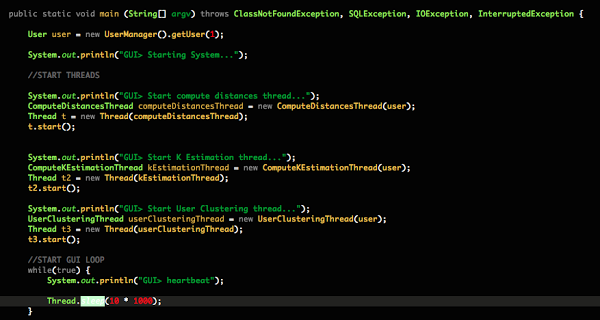 public static void main (String[] argv) throws ClassNotFoundException, SQLException, IOException, InterruptedException {
User user = new UserManager().getUser(1);
System.out.println("GUI> Starting System...");
//START THREADS
System.out.println("GUI> Start compute distances thread...");
ComputeDistancesThread computeDistancesThread = new ComputeDistancesThread(user);
Thread t = new Thread(computeDistancesThread);
t.start();
System.out.println("GUI> Start K Estimation thread...");
ComputeKEstimationThread kEstimationThread = new ComputeKEstimationThread(user);
Thread t2 = new Thread(kEstimationThread);
t2.start();
System.out.println("GUI> Start User Clustering thread...");
UserClusteringThread userClusteringThread = new UserClusteringThread(user);
Thread t3 = new Thread(userClusteringThread);
t3.start();
//START GUI LOOP
while(true) {
System.out.println("GUI> heartbeat");
Thread.sleep(10 * 1000);
}